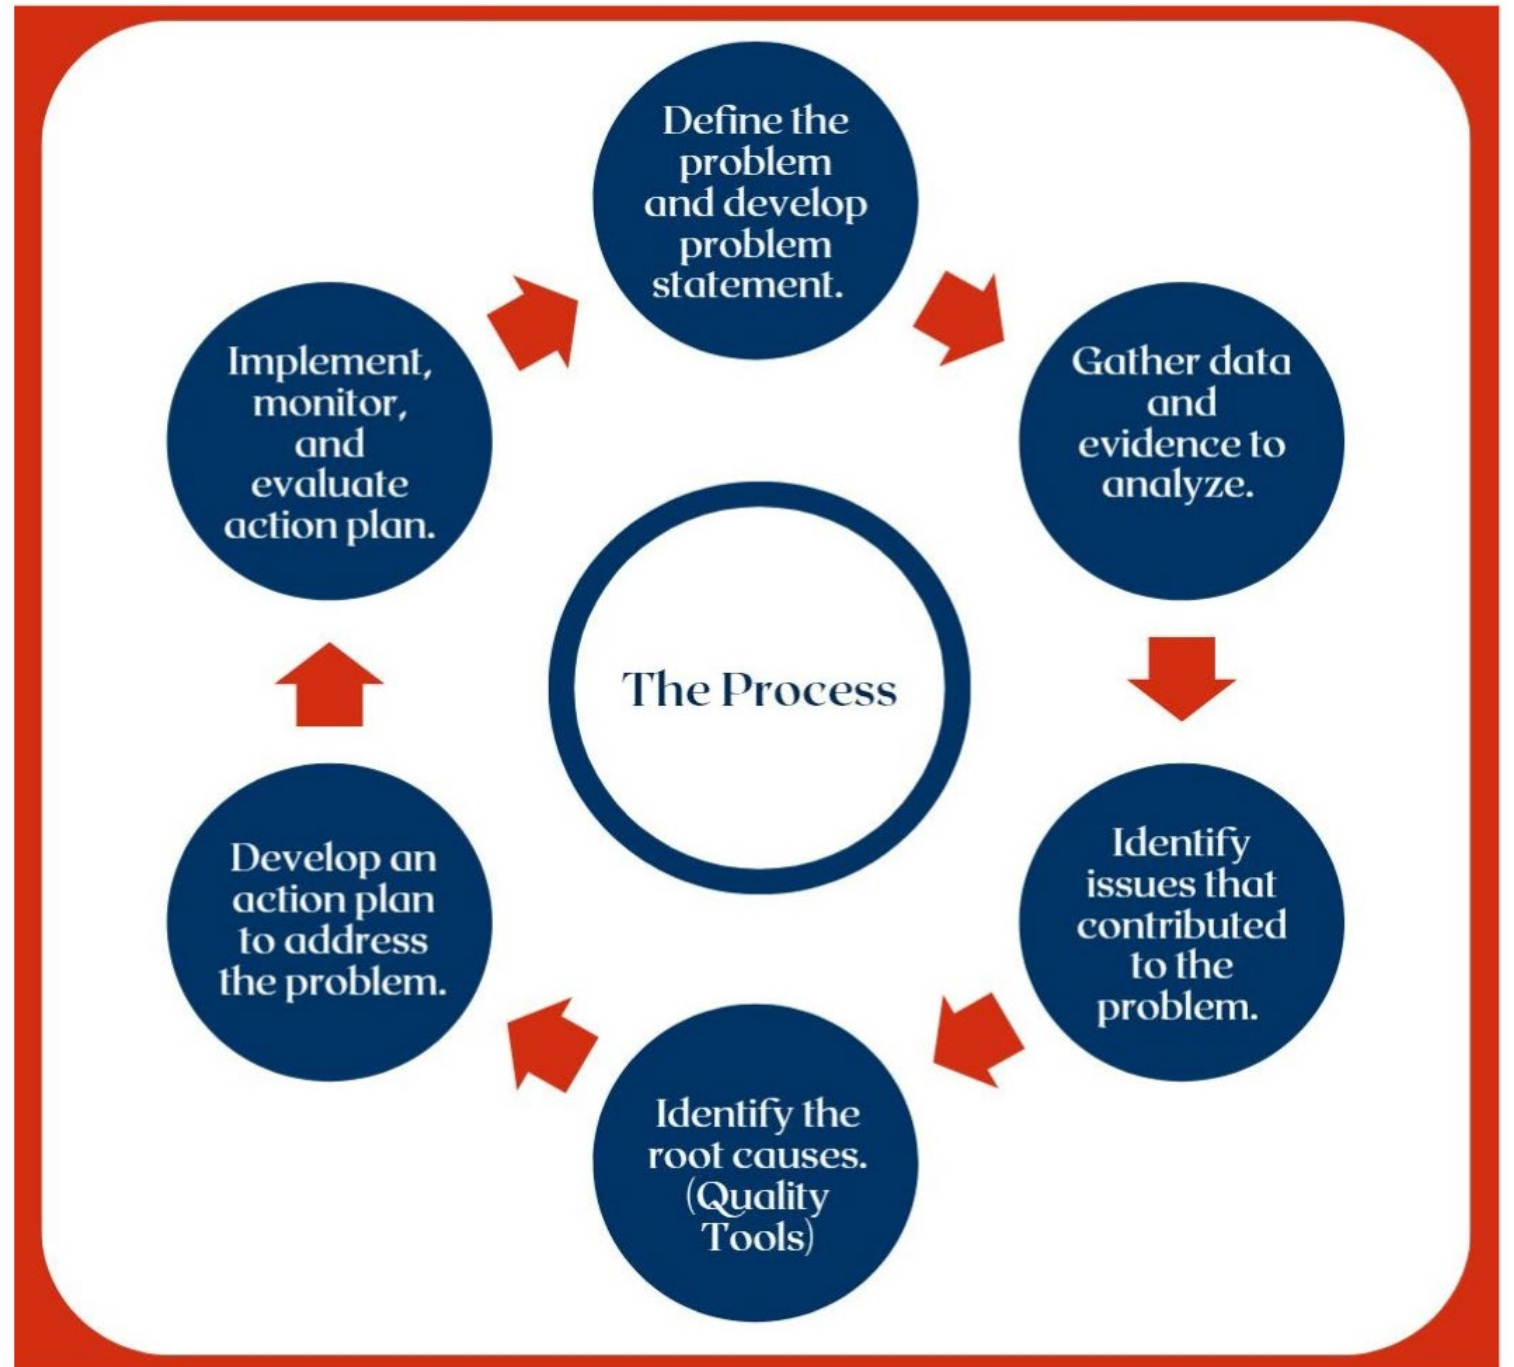 Define the
problem
and develop
problem
statement.
Gather data
and
evidence to
analyze.
Identify
issues that
contributed
to the
problem.
Identify the
root causes.
(Quality
Tools)
Develop an
action plan
to address
the problem.
Implement,
monitor,
and
evaluate
action plan.
The Process